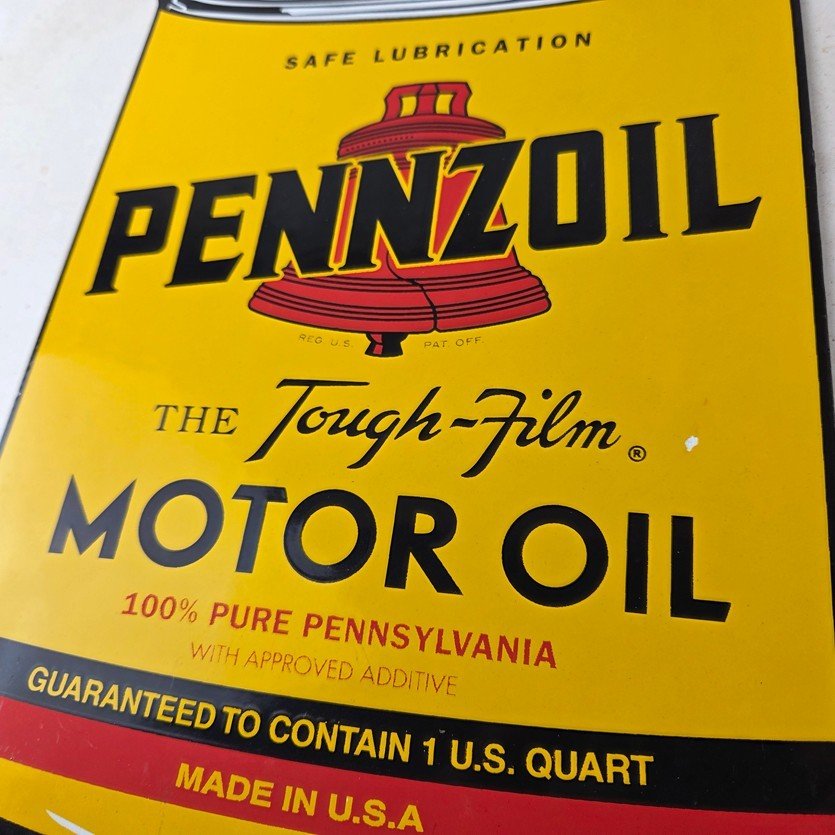 SAFE LUBRICATION
PENNZOIL
REG. U.S. PAT. OFF.
THE Tough-Film®
MOTOR OIL
100% PURE PENNSYLVANIA
WITH APPROVED ADDITIVE
GUARANTEED TO CONTAIN 1 U.S. QUART
MADE IN U.S.A